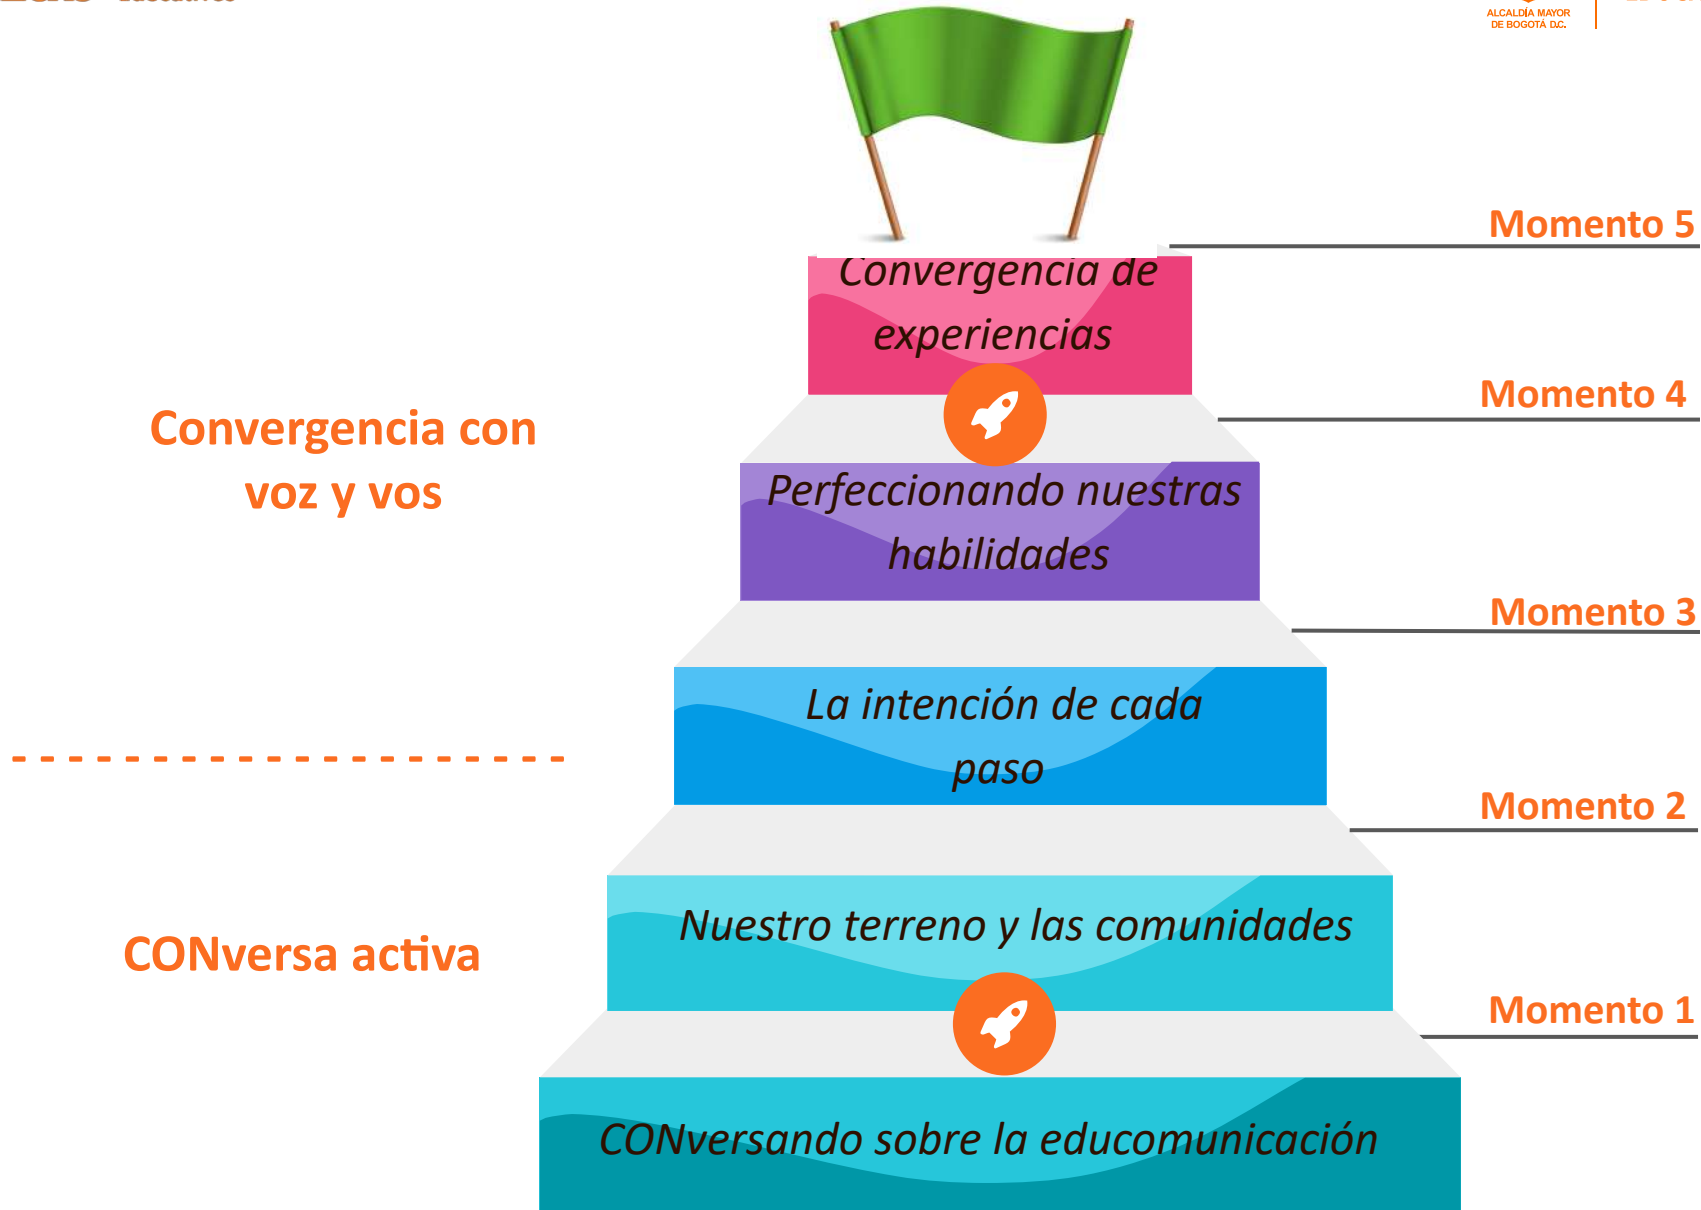 ALCALDÍA MAYOR
DE BOGOTÁ D.C.
Momento 5
Convergencia de
experiencias
Momento 4
Convergencia con
voz y vos
Perfeccionando nuestras
habilidades
Momento 3
La intención de cada
paso
Momento 2
CONversa activa
Nuestro terreno y las comunidades
Momento 1
CONversando sobre la educomunicación